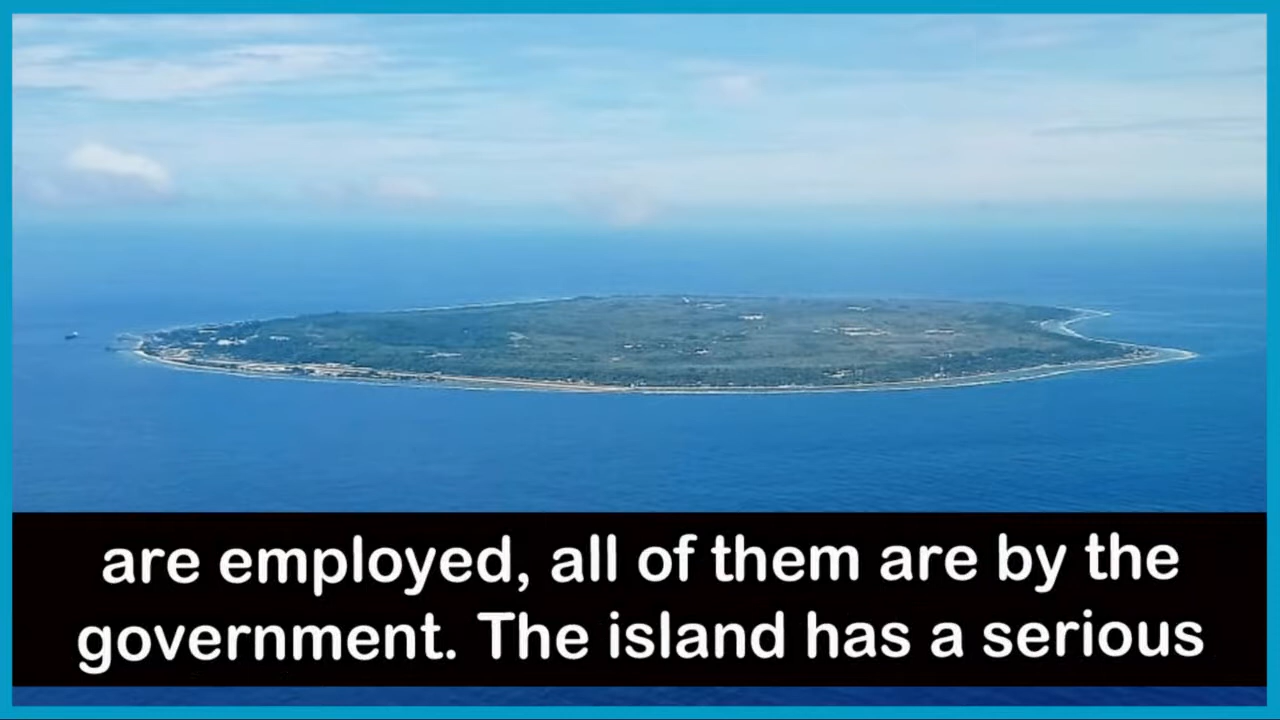 are employed, all of them are by the
government. The island has a serious